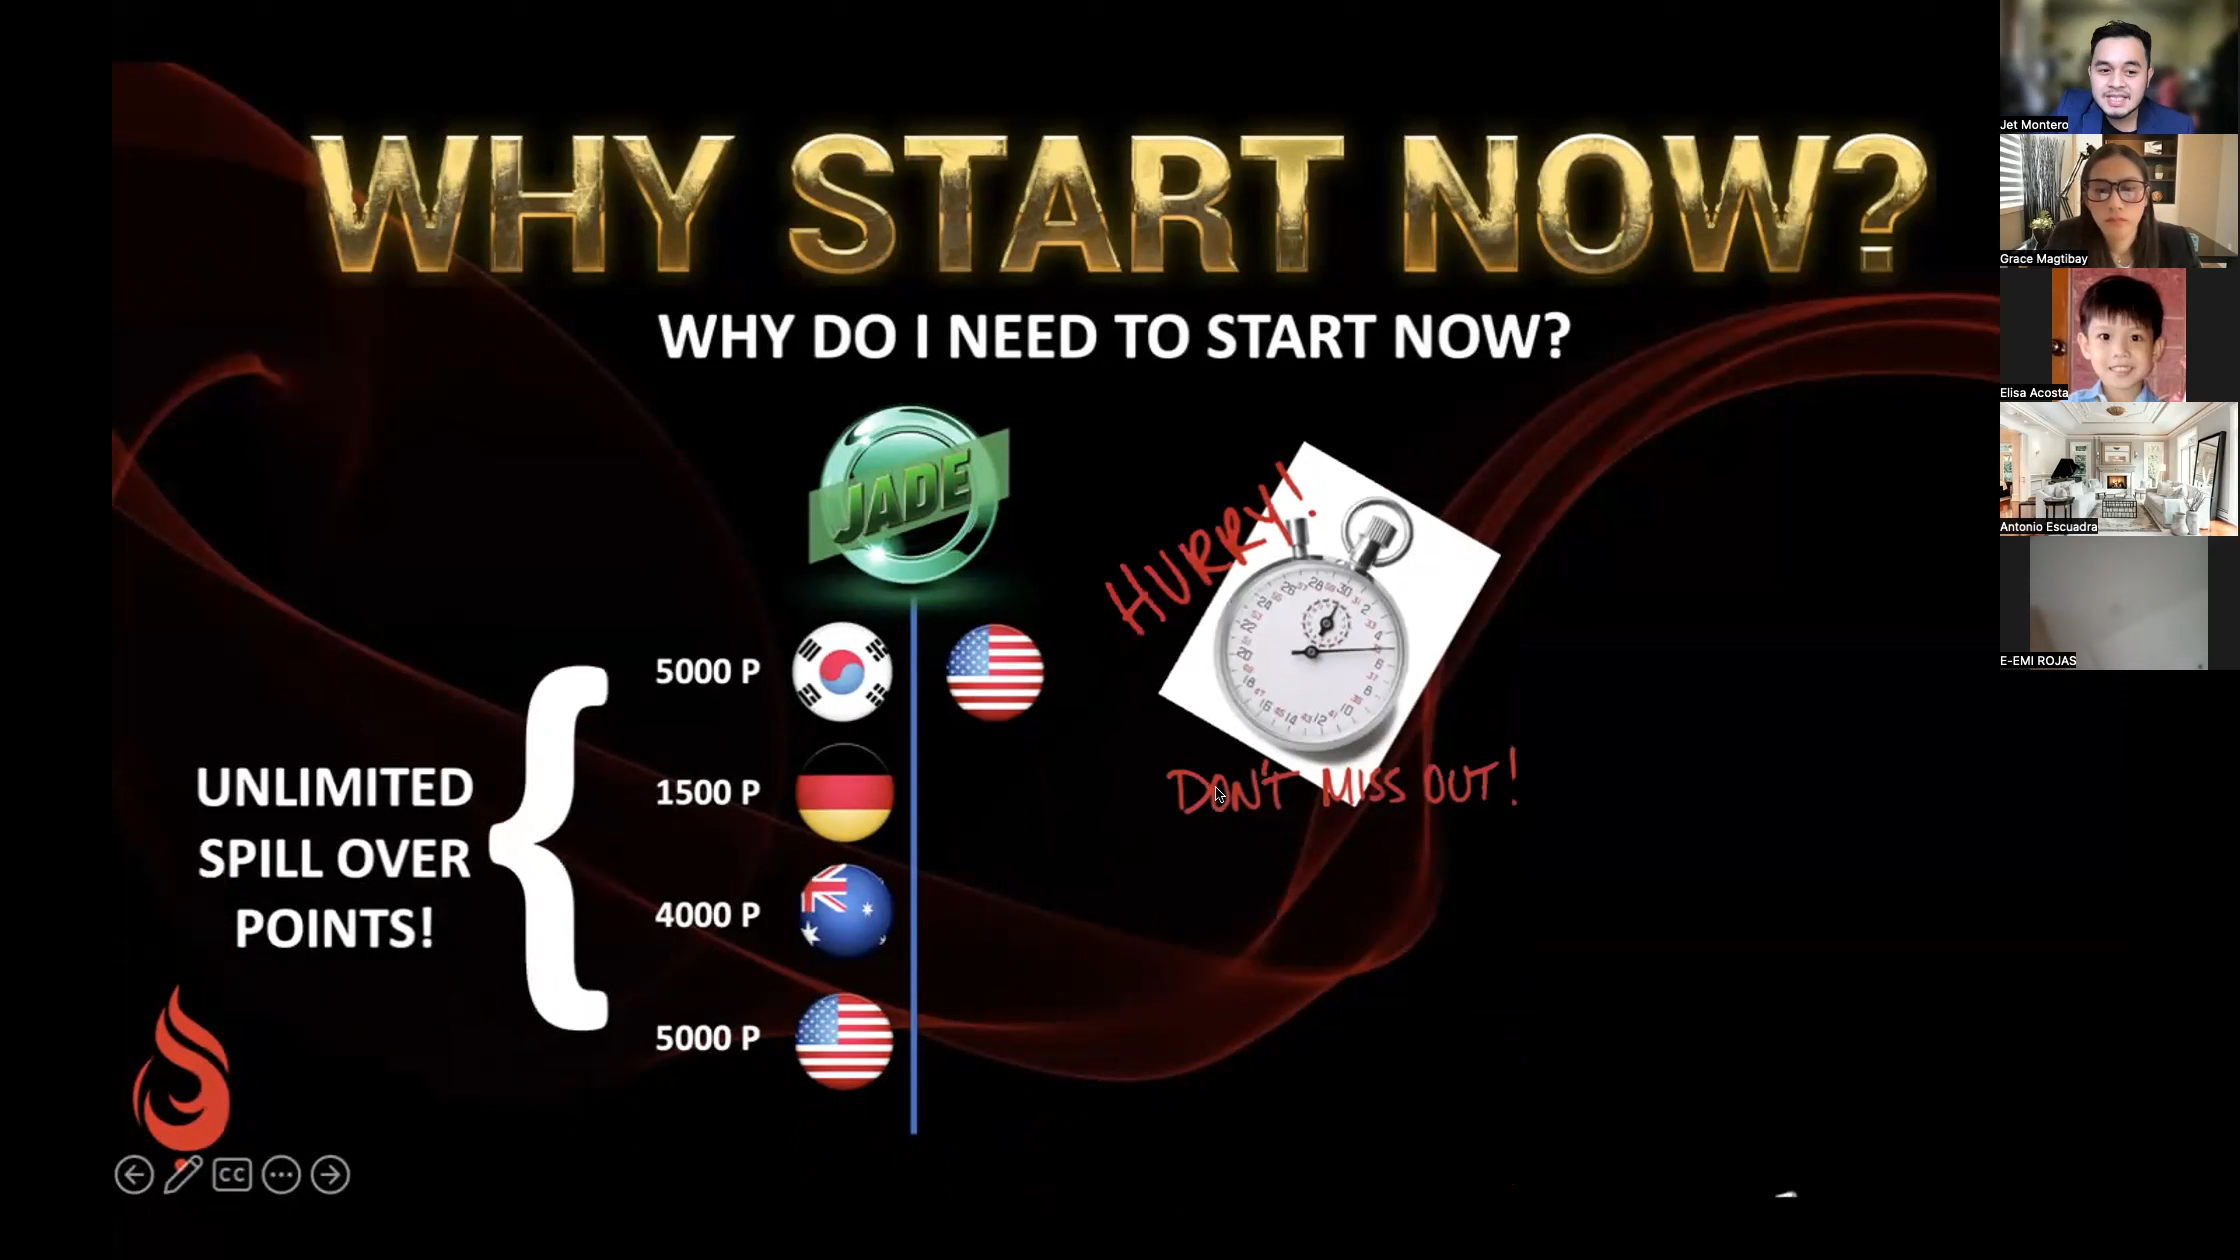 WHY START NOW?
WHY DO I NEED TO START NOW?
JADE
HURRY!
5000 P
1500 P
4000 P
5000 P
UNLIMITED
SPILL OVER
POINTS!
DON'T MISS OUT!
CC
Jet Montero
Grace Magtibay
Elisa Acosta
Antonio Escuadra
E-EMI ROJAS